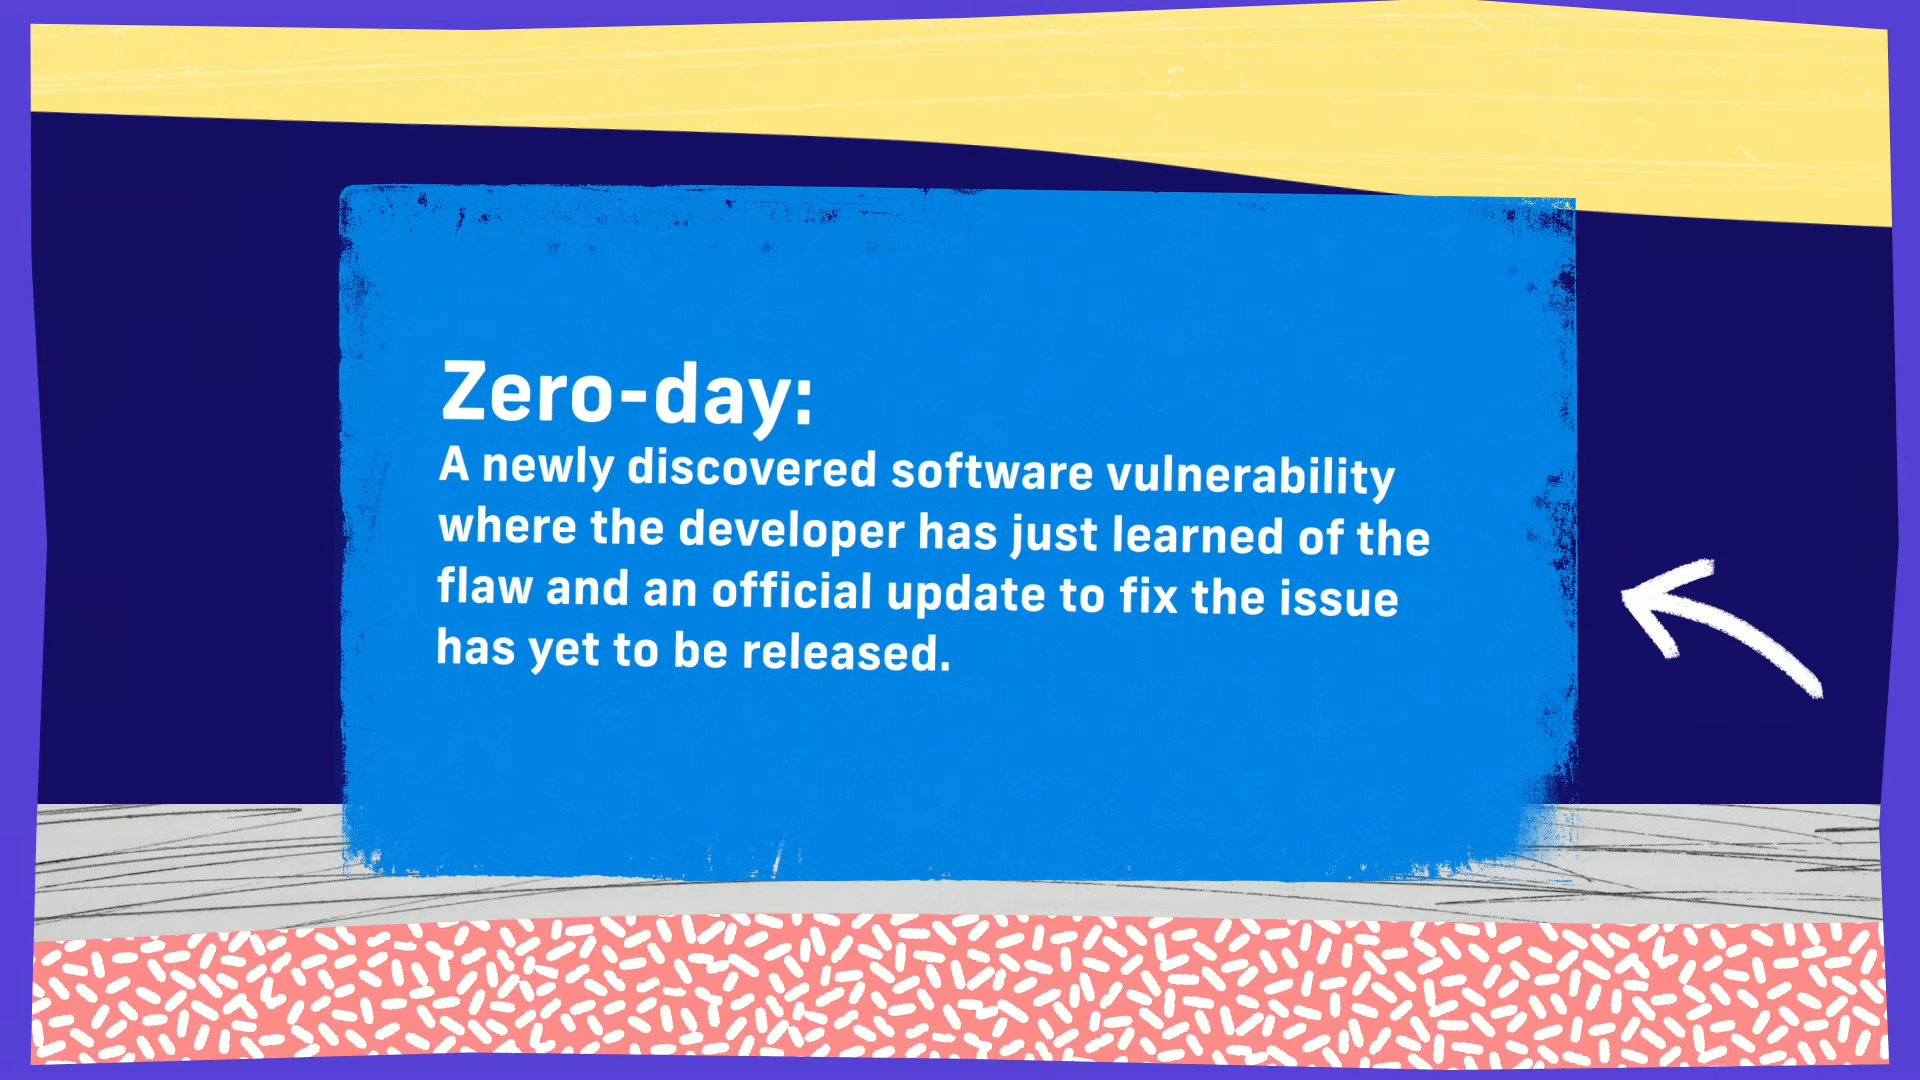 Zero-day:
A newly discovered software vulnerability
where the developer has just learned of the
flaw and an official update to fix the issue
has yet to be released.